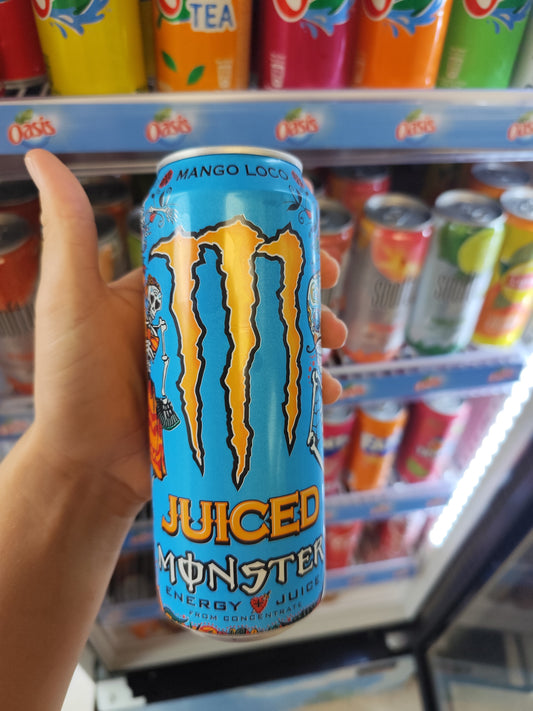 TEA
Oasis
Oasis
Oasis
Oasis
Oasis
MANGO LOCO
JUICED
MONSTER
ENERGY JUICE
FROM CONCENTRATE